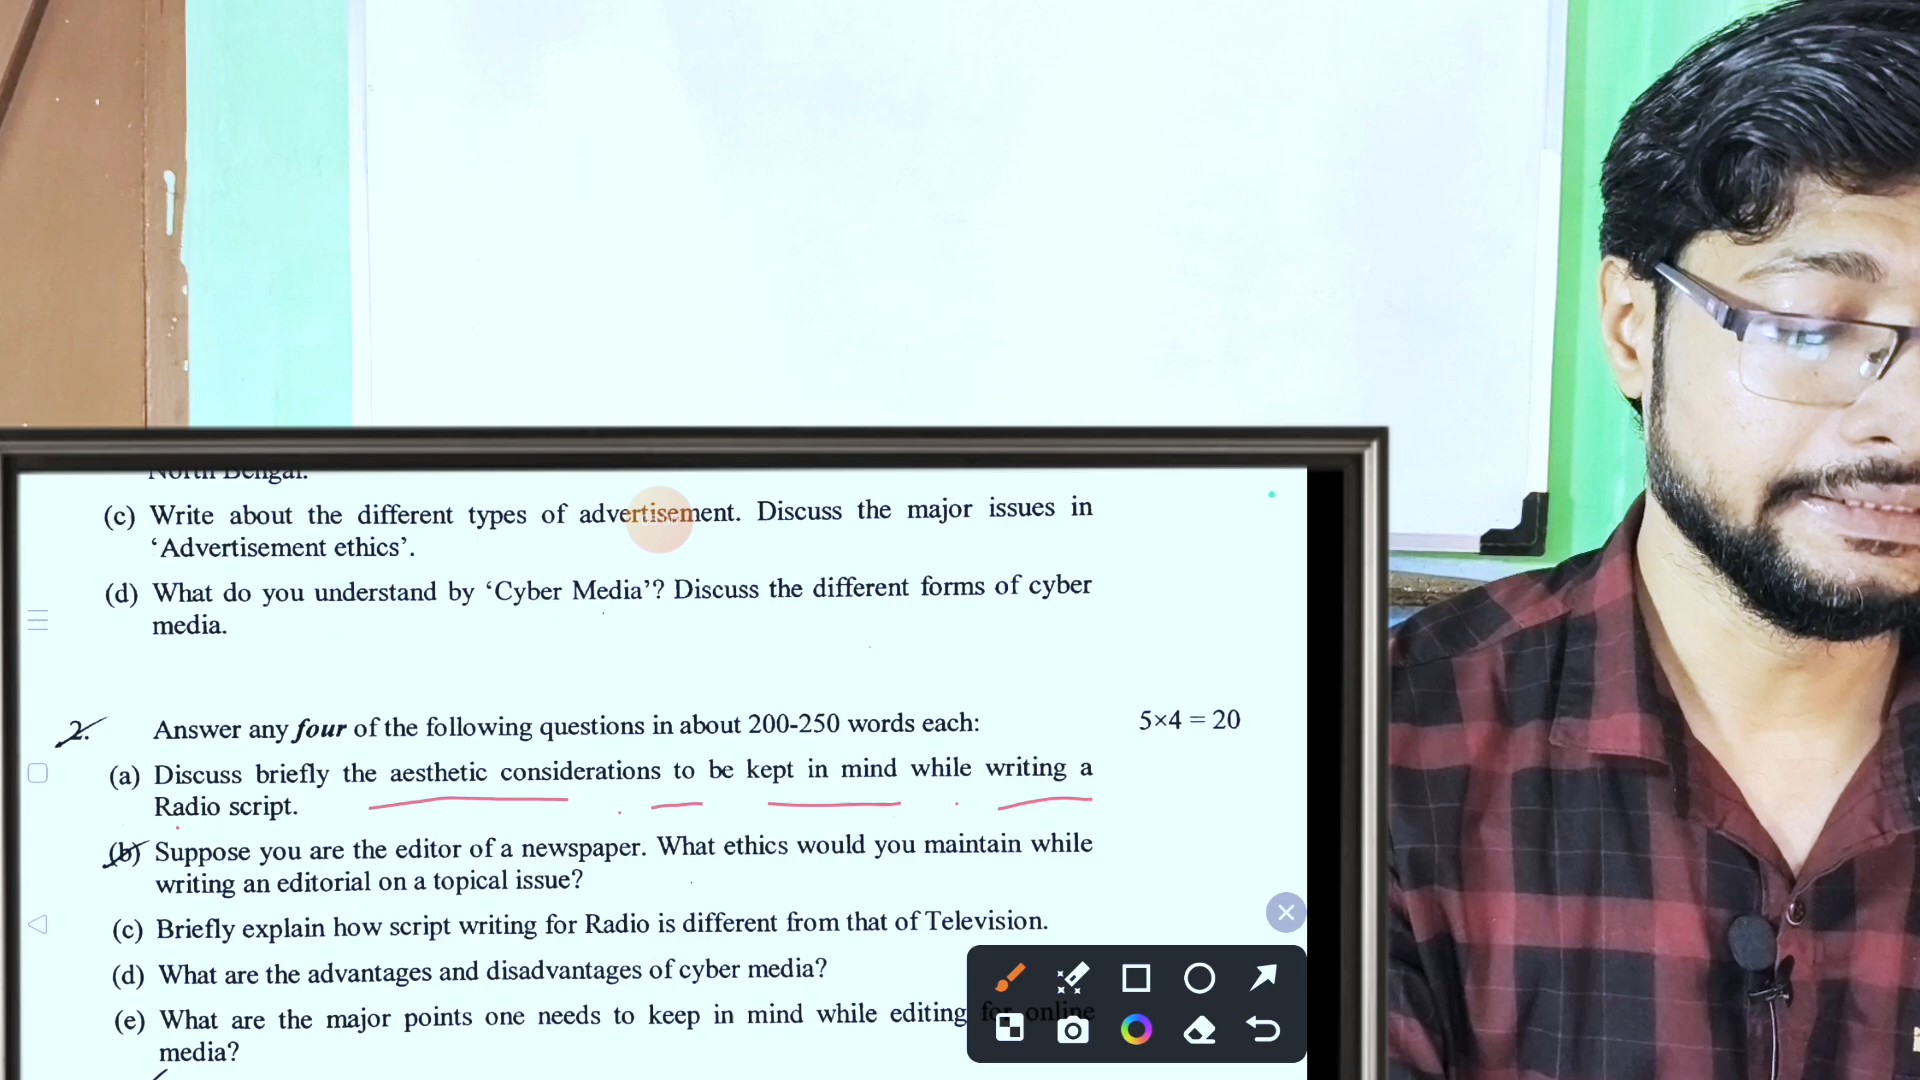 North Bengal.
(c) Write about the different types of advertisement. Discuss the major issues in
‘Advertisement ethics’.
(d) What do you understand by ‘Cyber Media’? Discuss the different forms of cyber
media.
2. Answer any four of the following questions in about 200-250 words each: 5×4 = 20
(a) Discuss briefly the aesthetic considerations to be kept in mind while writing a
Radio script.
(b) Suppose you are the editor of a newspaper. What ethics would you maintain while
writing an editorial on a topical issue?
(c) Briefly explain how script writing for Radio is different from that of Television.
(d) What are the advantages and disadvantages of cyber media?
(e) What are the major points one needs to keep in mind while editing for online
media?